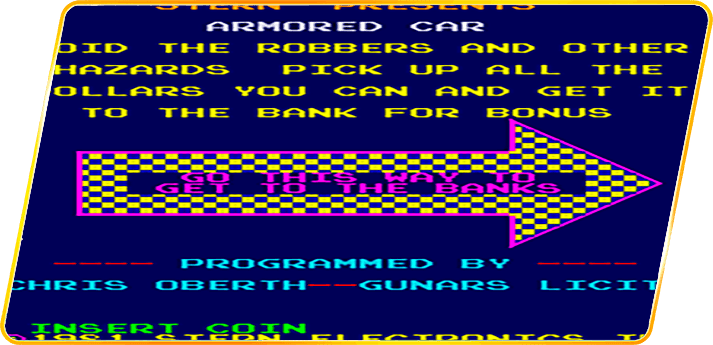 STERN PRESENTS
ARMORED CAR
OID THE ROBBERS AND OTHER
HAZARDS PICK UP ALL THE
OLLARS YOU CAN AND GET IT
TO THE BANK FOR BONUS
GO THIS WAY TO
GET TO THE BANKS
---- PROGRAMMED BY ----
CHRIS OBERTH--GUNARS LICIT
INSERT COIN
1981 STERN ELECTRONICS